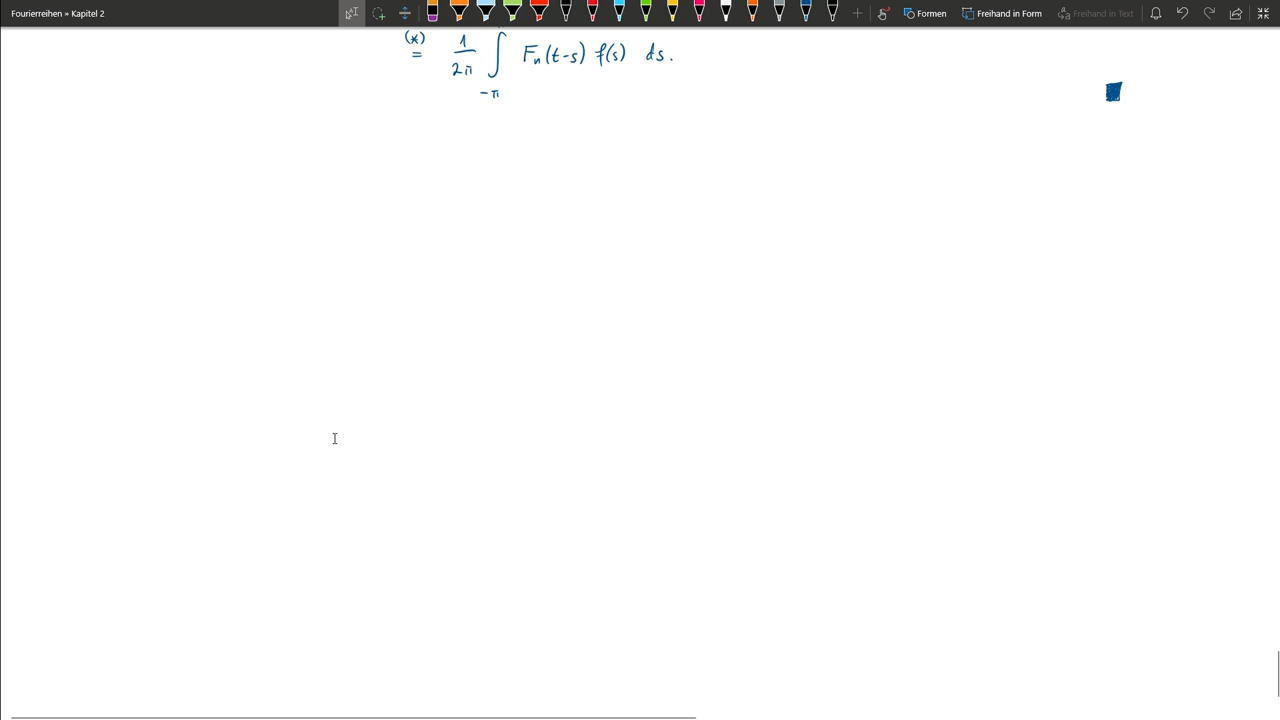 Fourierreihen » Kapitel 2
Formen
Freihand in Form
Freihand in Text
(*)
= 1/2π ∫ Fₙ(t-s) f(s) ds.
-π